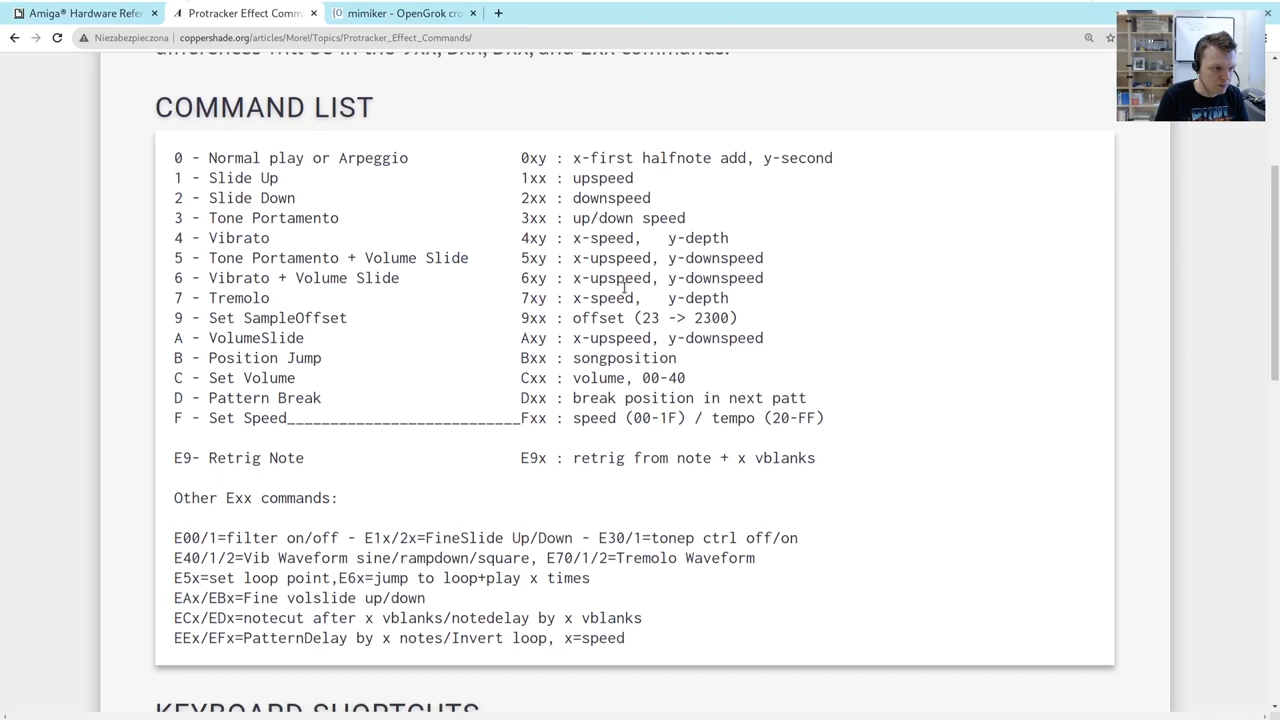 Amiga® Hardware Refer
Protracker Effect Comm
mimiker - OpenGrok cro
Niezabezpieczona
coppershade.org/articles/More!/Topics/Protracker_Effect_Commands/
COMMAND LIST
0 - Normal play or Arpeggio 0xy : x-first halfnote add, y-second
1 - Slide Up 1xx : upspeed
2 - Slide Down 2xx : downspeed
3 - Tone Portamento 3xx : up/down speed
4 - Vibrato 4xy : x-speed, y-depth
5 - Tone Portamento + Volume Slide 5xy : x-upspeed, y-downspeed
6 - Vibrato + Volume Slide 6xy : x-upspeed, y-downspeed
7 - Tremolo 7xy : x-speed, y-depth
9 - Set SampleOffset 9xx : offset (23 -> 2300)
A - VolumeSlide Axy : x-upspeed, y-downspeed
B - Position Jump Bxx : songposition
C - Set Volume Cxx : volume, 00-40
D - Pattern Break Dxx : break position in next patt
F - Set Speed___________________________Fxx : speed (00-1F) / tempo (20-FF)
E9- Retrig Note E9x : retrig from note + x vblanks
Other Exx commands:
E00/1=filter on/off - E1x/2x=FineSlide Up/Down - E30/1=tonep ctrl off/on
E40/1/2=Vib Waveform sine/rampdown/square, E70/1/2=Tremolo Waveform
E5x=set loop point,E6x=jump to loop+play x times
EAx/EBx=Fine volslide up/down
ECx/EDx=notecut after x vblanks/notedelay by x vblanks
EEx/EFx=PatternDelay by x notes/Invert loop, x=speed
KEYBOARD SHORTCUTS